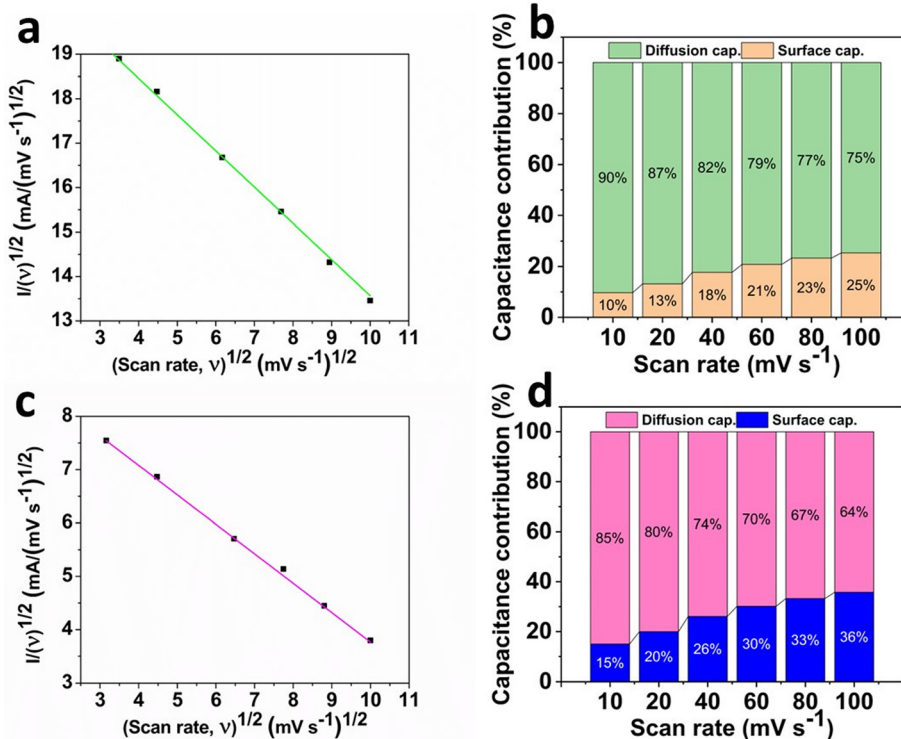 a
19
18
17
16
15
14
13
I/(ν)1/2 (mA/(mV s-1)1/2)
3 4 5 6 7 8 9 10 11
(Scan rate, ν)1/2 (mV s-1)1/2
b
Capacitance contribution (%)
Diffusion cap. Surface cap.
100
80
60
40
20
0
90% 87% 82% 79% 77% 75%
10% 13% 18% 21% 23% 25%
10 20 40 60 80 100
Scan rate (mV s-1)
c
8
7
6
5
4
3
I/(ν)1/2 (mA/(mV s-1)1/2)
3 4 5 6 7 8 9 10 11
(Scan rate, ν)1/2 (mV s-1)1/2
d
Capacitance contribution (%)
Diffusion cap. Surface cap.
100
80
60
40
20
0
85% 80% 74% 70% 67% 64%
15% 20% 26% 30% 33% 36%
10 20 40 60 80 100
Scan rate (mV s-1)